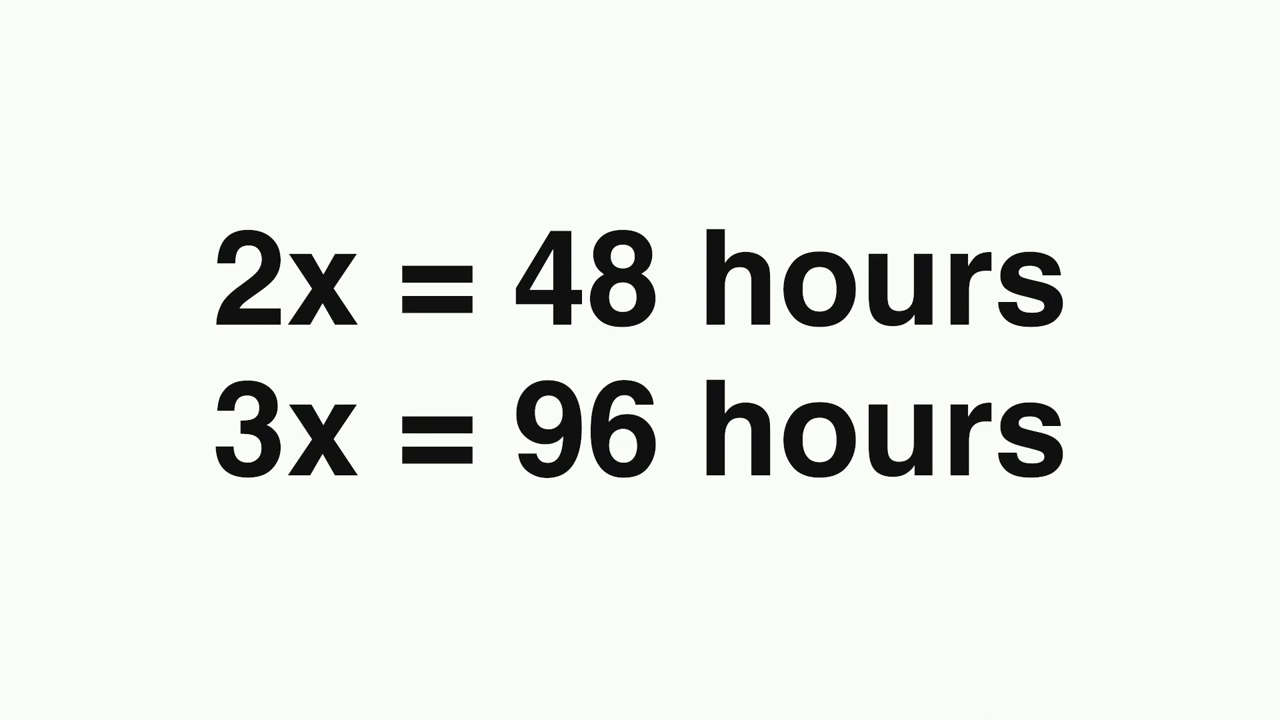 2x = 48 hours
3x = 96 hours